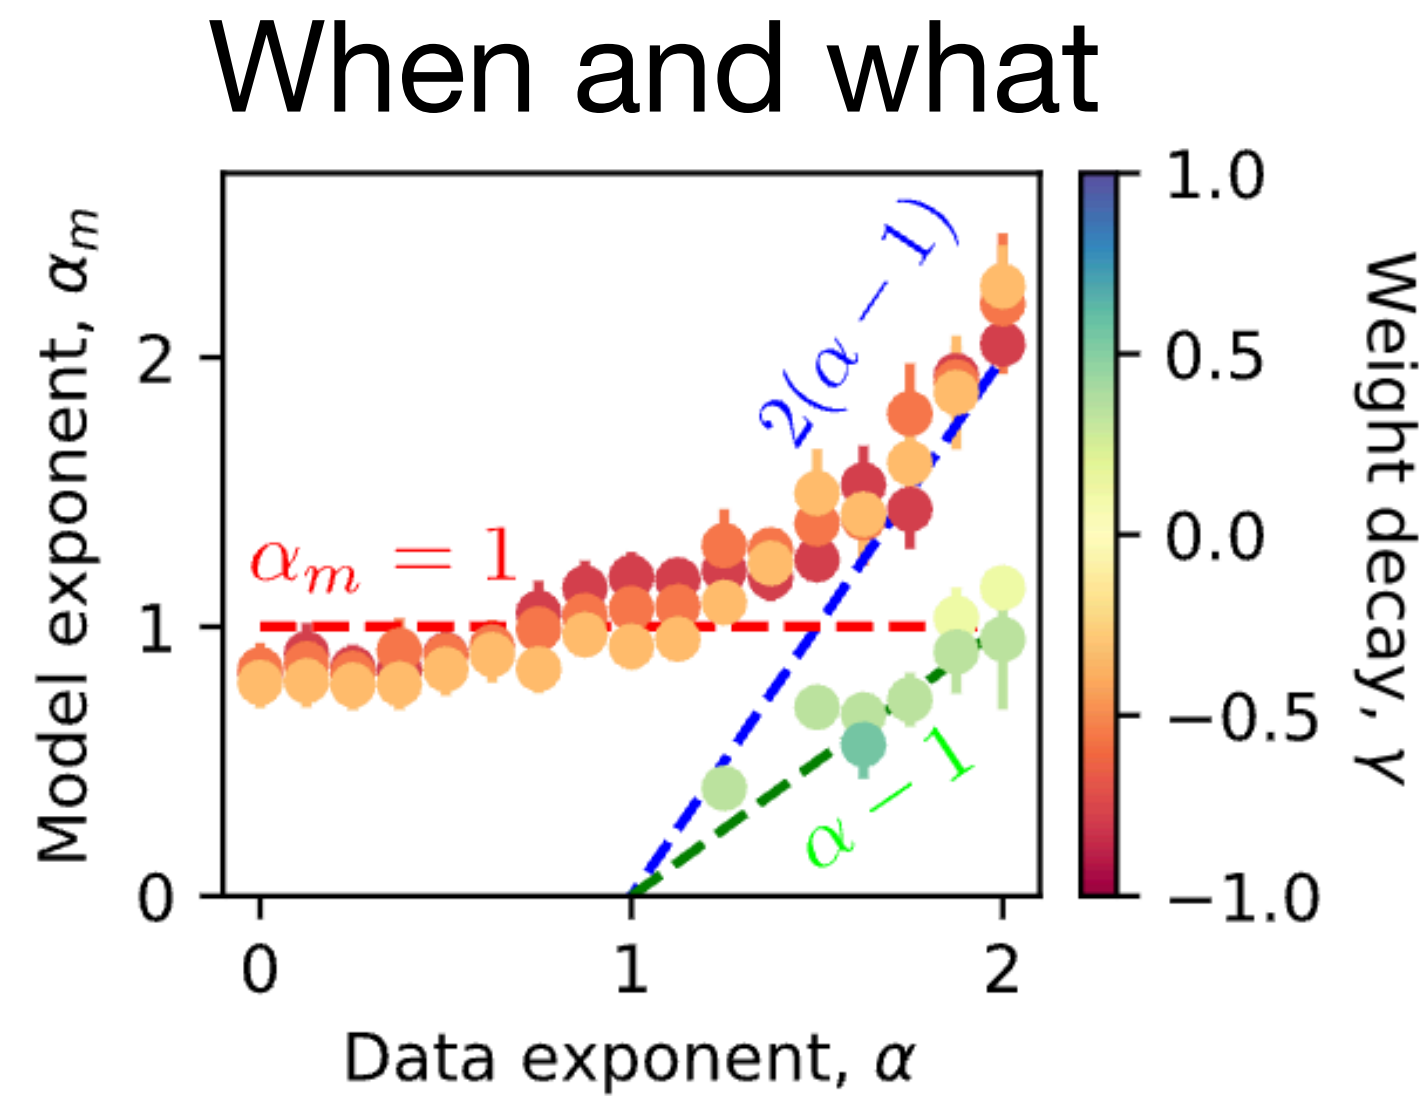 When and what
Model exponent, αₘ
2
1
0
αₘ = 1
2(α − 1)
α − 1
0
1
2
Data exponent, α
1.0
0.5
0.0
−0.5
−1.0
Weight decay, γ